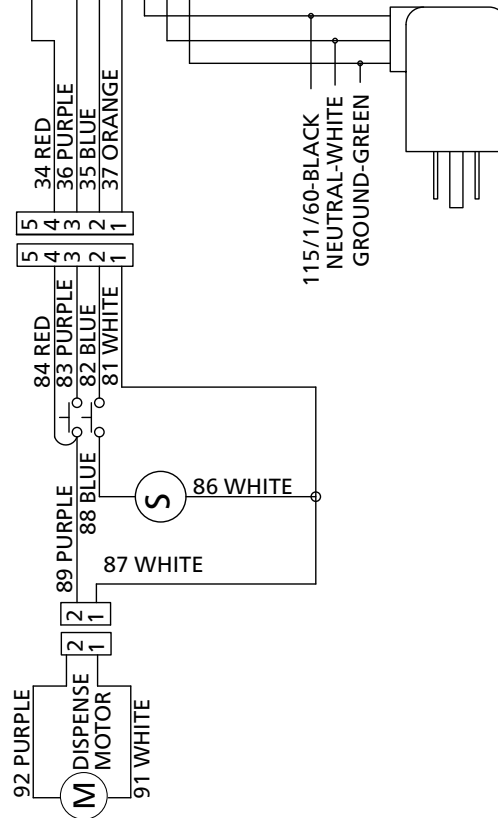 34 RED
36 PURPLE
35 BLUE
37 ORANGE
115/1/60-BLACK
NEUTRAL-WHITE
GROUND-GREEN
5
4
3
2
1
5
4
3
2
1
84 RED
83 PURPLE
82 BLUE
81 WHITE
89 PURPLE
88 BLUE
S
86 WHITE
87 WHITE
2
1
2
1
92 PURPLE
M
DISPENSE
MOTOR
91 WHITE